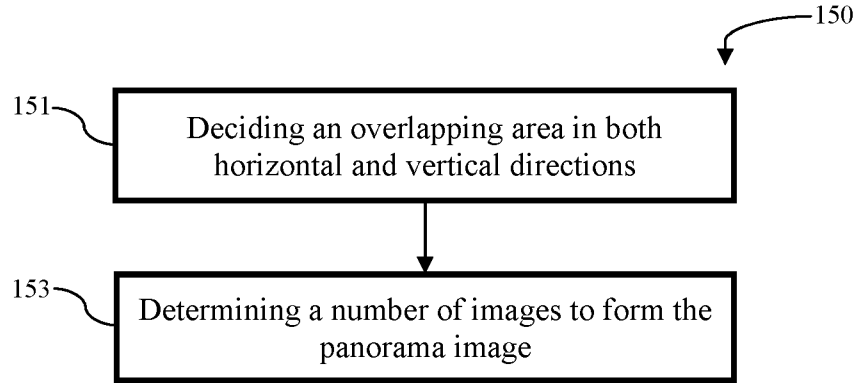 150
151
Deciding an overlapping area in both
horizontal and vertical directions
153
Determining a number of images to form the
panorama image